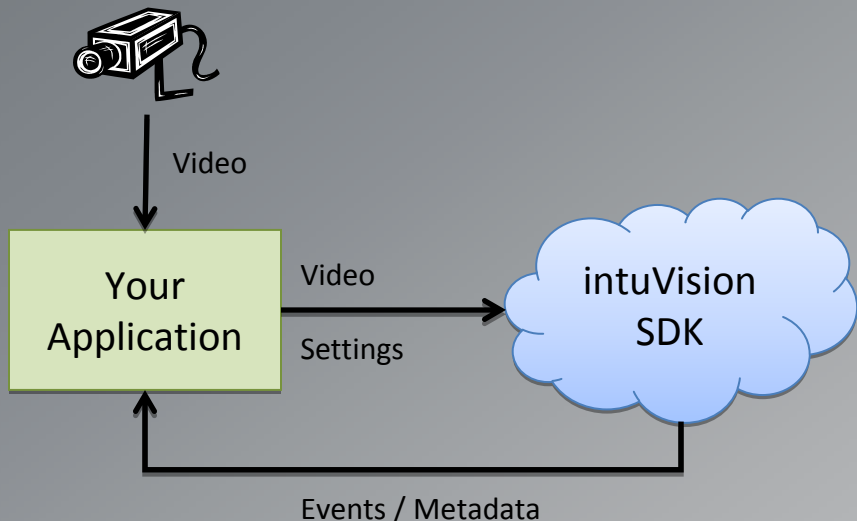 Video
Your
Application
Video
Settings
intuVision
SDK
Events / Metadata